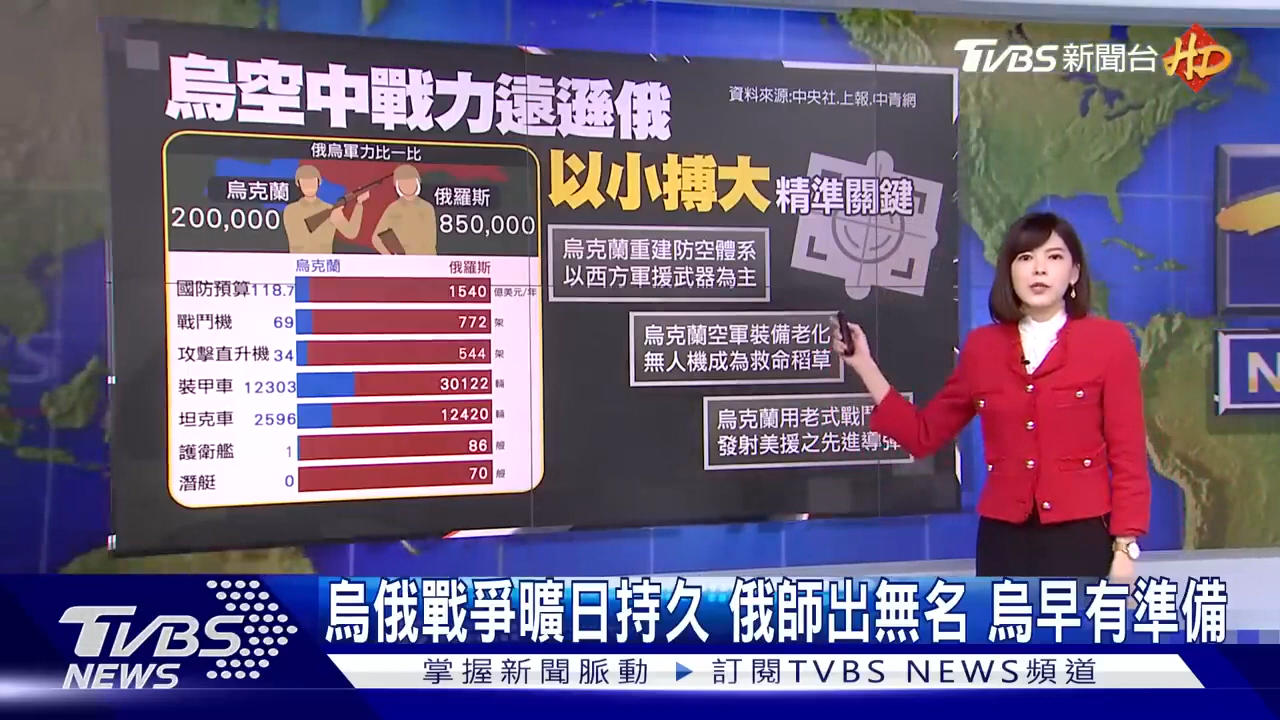 TVBS新聞台 HD
烏空中戰力遠遜俄
資料來源:中央社.上報.中青網
俄烏軍力比一比
烏克蘭
200,000
俄羅斯
850,000
烏克蘭 俄羅斯
國防預算 118.7 1540 億美元/年
戰鬥機 69 772 架
攻擊直升機 34 544 架
裝甲車 12303 30122 輛
坦克車 2596 12420 輛
護衛艦 1 86 艘
潛艇 0 70 艘
以小搏大 精準關鍵
烏克蘭重建防空體系
以西方軍援武器為主
烏克蘭空軍裝備老化
無人機成為救命稻草
烏克蘭用老式戰鬥
發射美援之先進導彈
N
TVBS NEWS
烏俄戰爭曠日持久 俄師出無名 烏早有準備
掌握新聞脈動 訂閱TVBS NEWS頻道